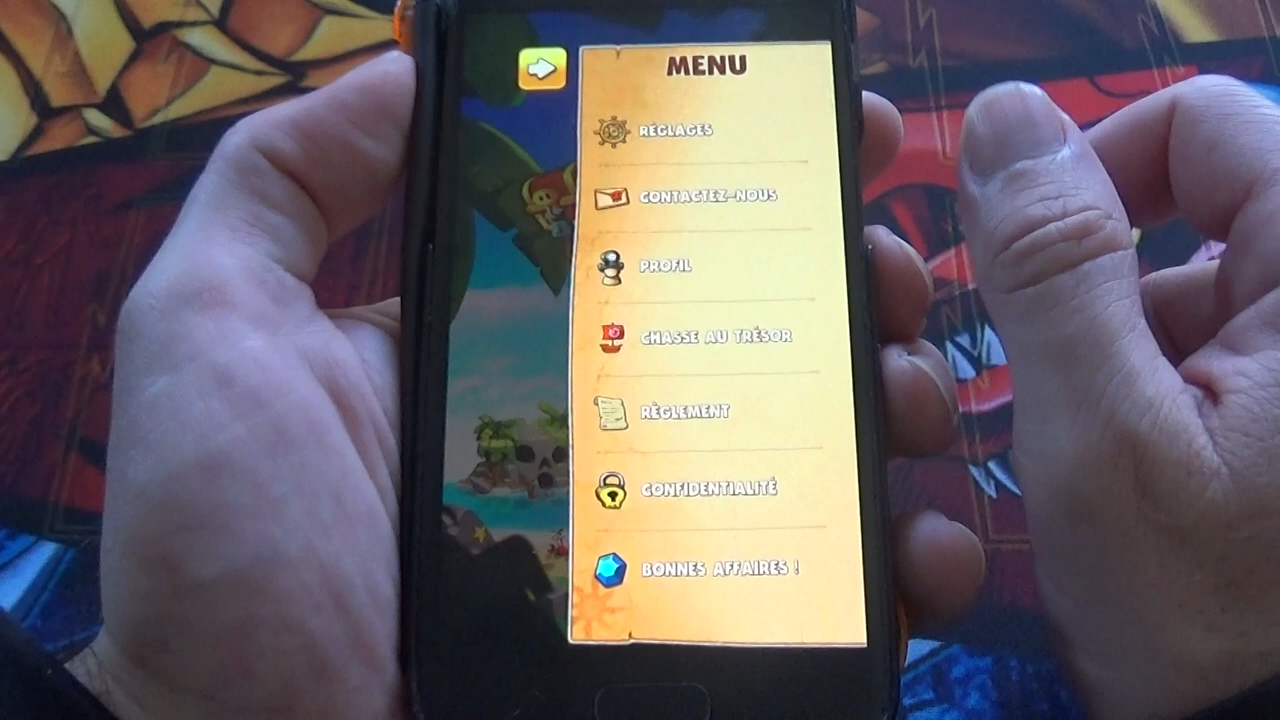 MENU
RÉGLAGES
CONTACTEZ-NOUS
PROFIL
CHASSE AU TRÉSOR
RÈGLEMENT
CONFIDENTIALITÉ
BONNES AFFAIRES !